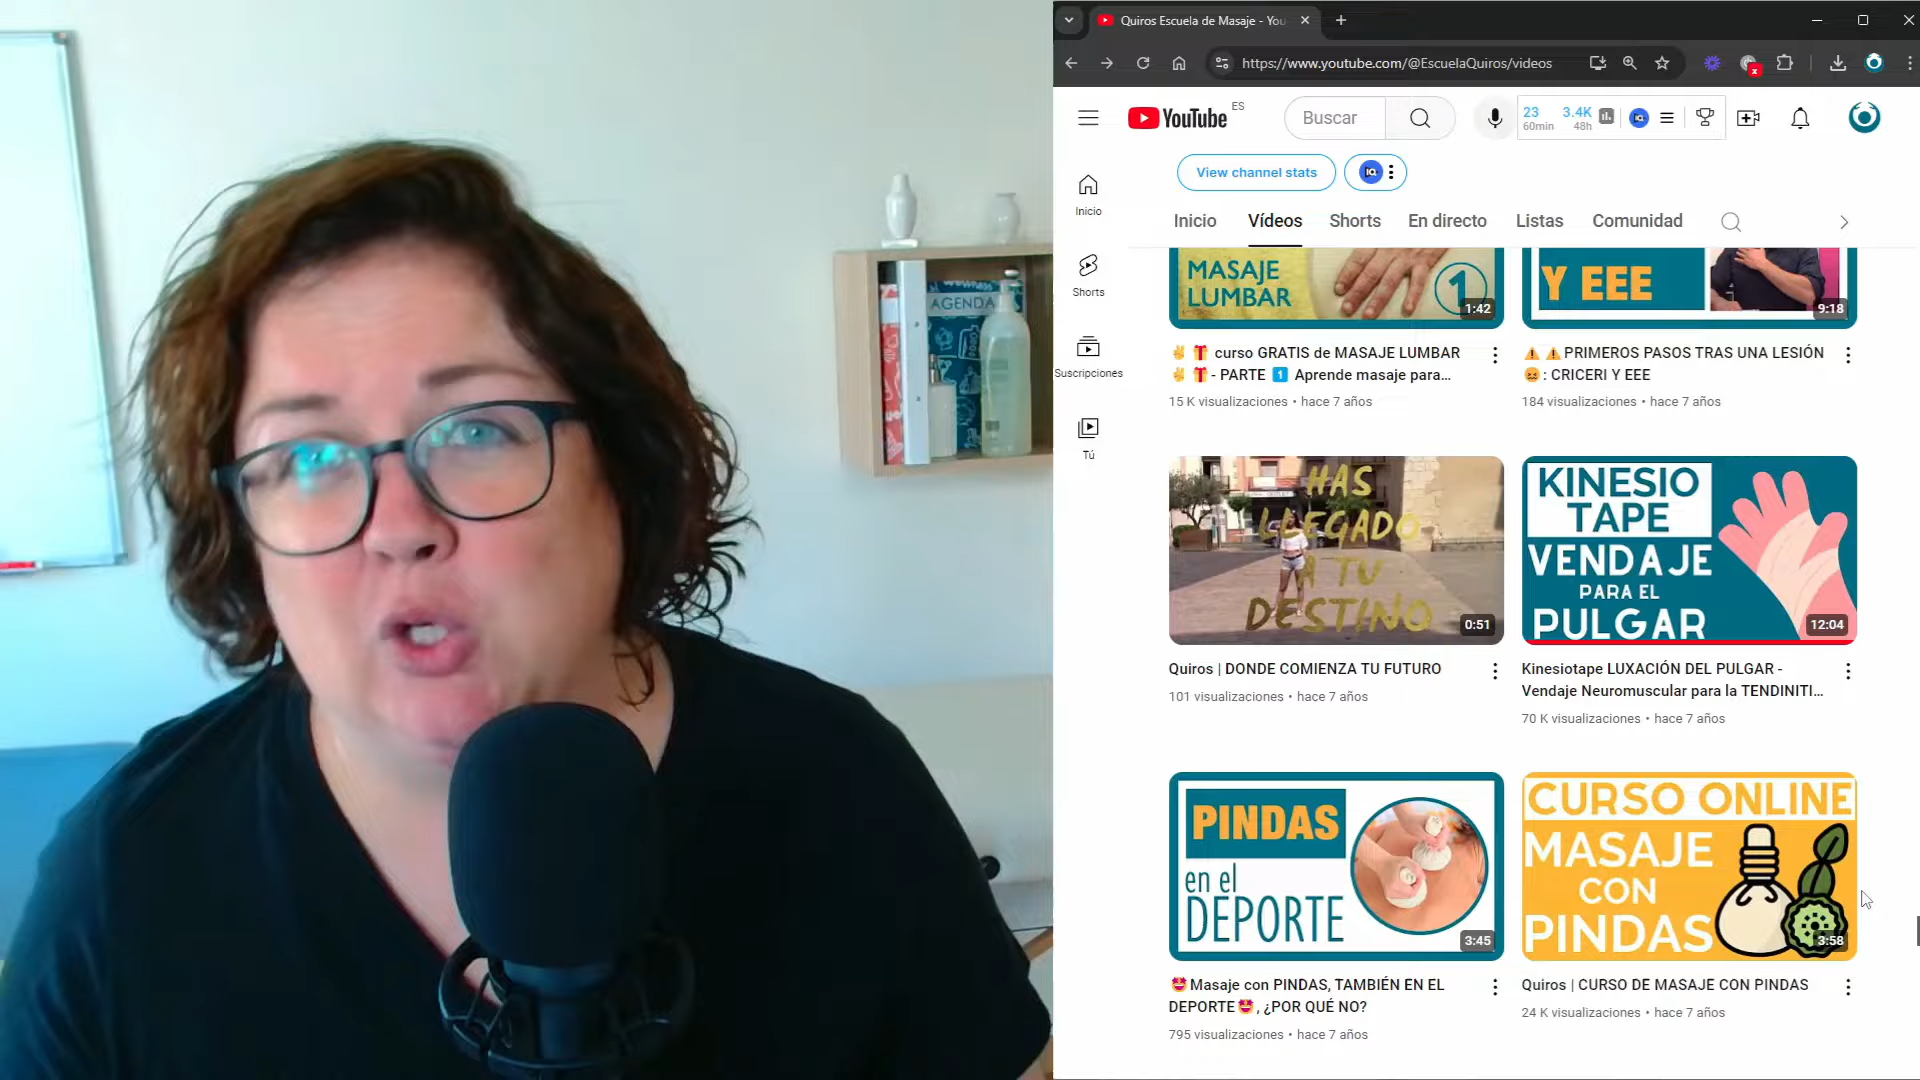 AGENDA
Quiros Escuela de Masaje - You
https://www.youtube.com/@EscuelaQuiros/videos
YouTube
ES
Buscar
23
60min
3.4K
48h
View channel stats
Inicio
Vídeos
Shorts
En directo
Listas
Comunidad
Inicio
Shorts
Suscripciones
Tú
MASAJE
LUMBAR
1
1:42
Y EEE
9:18
✌️ 🎁 curso GRATIS de MASAJE LUMBAR
✌️ 🎁 - PARTE 1️⃣ Aprende masaje para...
15 K visualizaciones • hace 7 años
⚠️ ⚠️PRIMEROS PASOS TRAS UNA LESIÓN
😖: CRICERI Y EEE
184 visualizaciones • hace 7 años
HAS
LLEGADO
A TU
DESTINO
0:51
KINESIO
TAPE
VENDAJE
PARA EL
PULGAR
12:04
Quiros | DONDE COMIENZA TU FUTURO
101 visualizaciones • hace 7 años
Kinesiotape LUXACIÓN DEL PULGAR -
Vendaje Neuromuscular para la TENDINITI...
70 K visualizaciones • hace 7 años
PINDAS
en el
DEPORTE
3:45
CURSO ONLINE
MASAJE
CON
PINDAS
3:58
🤩Masaje con PINDAS, TAMBIÉN EN EL
DEPORTE🤩, ¿POR QUÉ NO?
795 visualizaciones • hace 7 años
Quiros | CURSO DE MASAJE CON PINDAS
24 K visualizaciones • hace 7 años